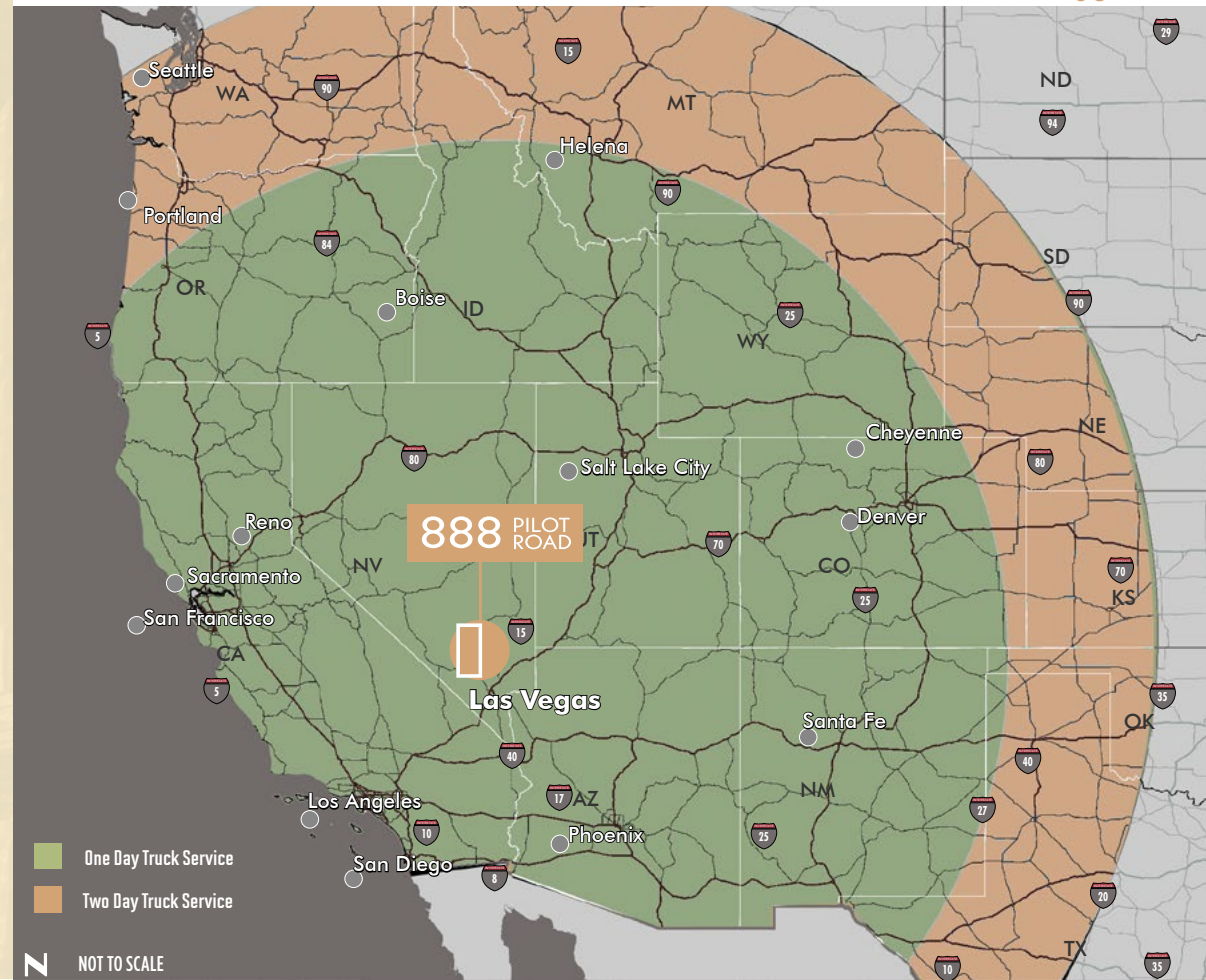 29
15
Seattle
WA
90
MT
ND
94
Helena
90
Portland
84
OR
SD
90
Boise
ID
25
5
WY
NE
Cheyenne
80
80
Salt Lake City
Reno
888 PILOT
ROAD
UT
Denver
70
NV
CO
70
Sacramento
25
KS
San Francisco
15
CA
5
Las Vegas
35
Santa Fe
OK
40
40
NM
17
AZ
Los Angeles
27
10
Phoenix
25
One Day Truck Service
San Diego
8
20
Two Day Truck Service
TX
N NOT TO SCALE
10
35